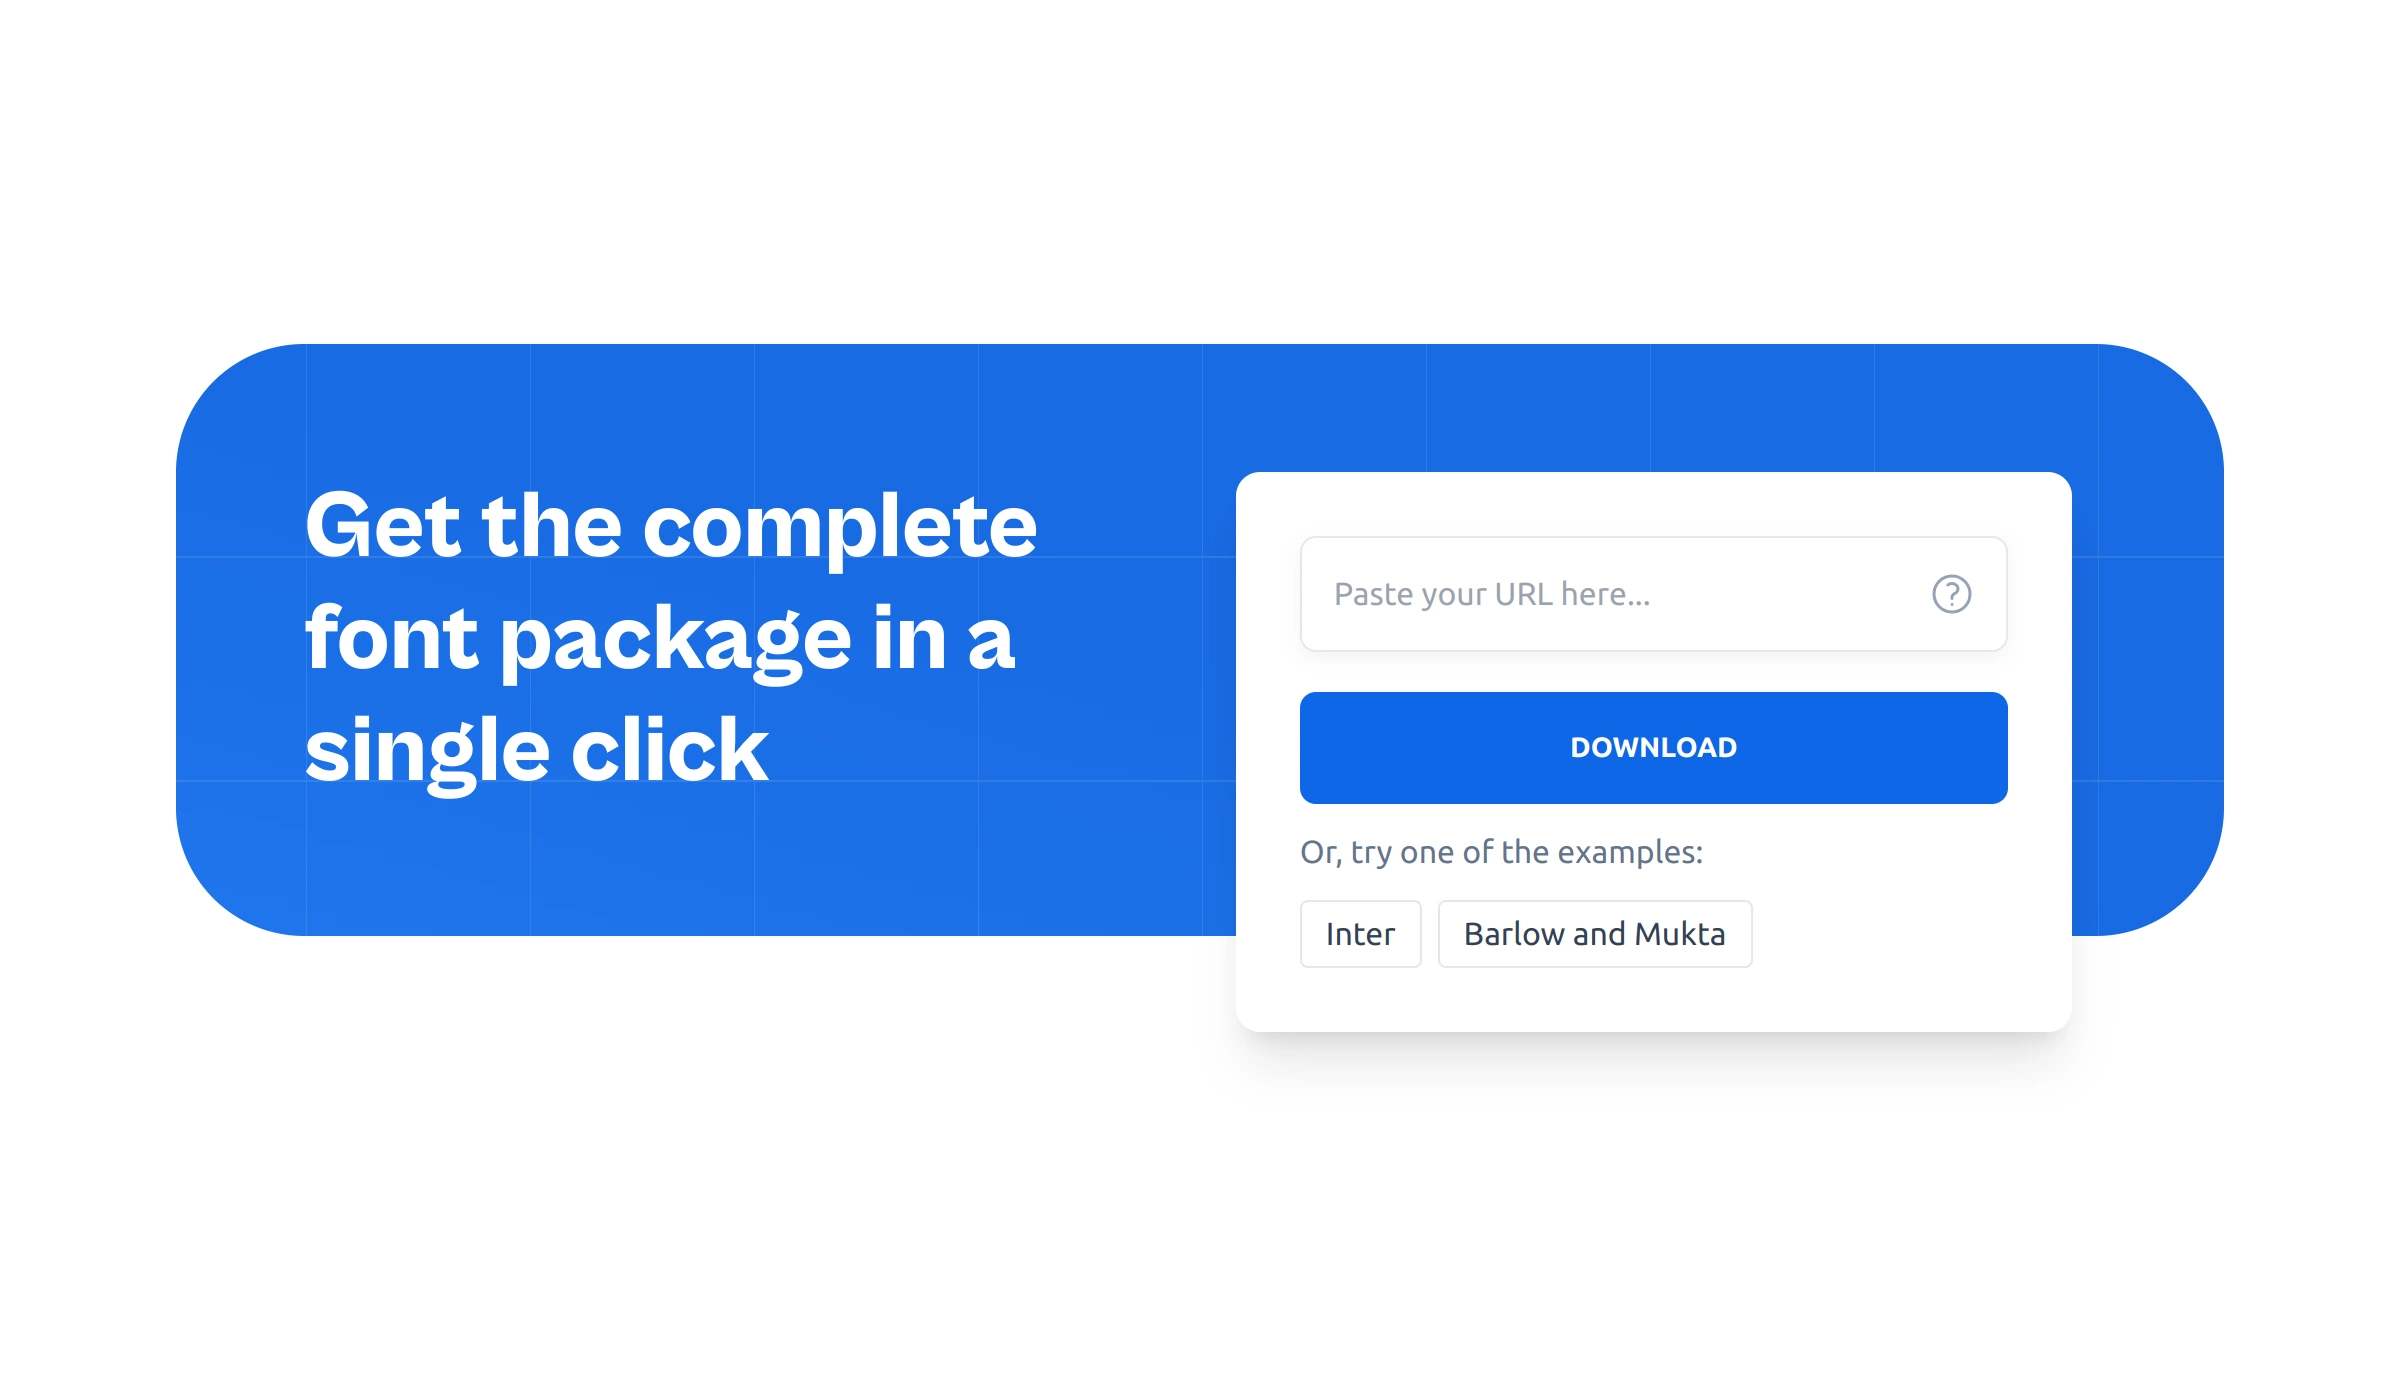 Get the complete
font package in a
single click
Paste your URL here...
DOWNLOAD
Or, try one of the examples:
Inter
Barlow and Mukta